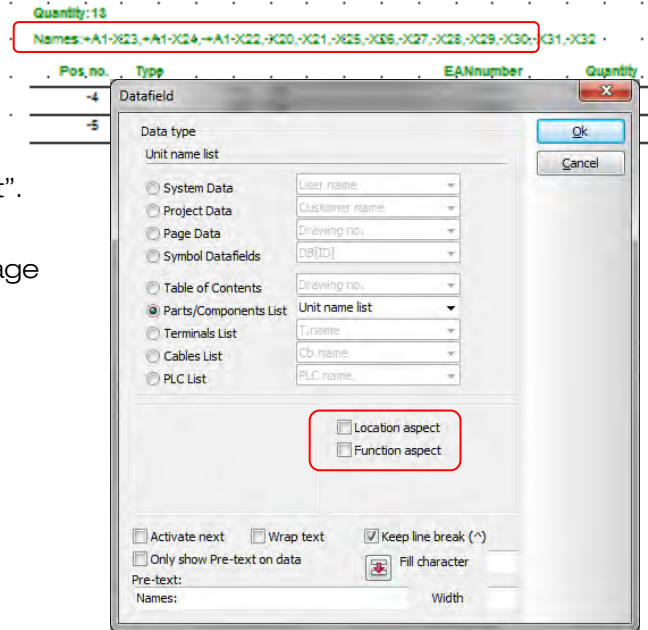 Quantity:13
Names:+A1-X23,+A1-X24,+A1-X22,-X20,-X21,-X25,-X26,-X27,-X28,-X29,-X30,-X31,-X32
Pos.no. Type EANnumber Quantity
-4
-5
t”.
age
Datafield
Data type
Unit name list
Ok
Cancel
System Data User name
Project Data Customer name
Page Data Drawing no.
Symbol Datafields DB[ID]
Table of Contents Drawing no.
Parts/Components List Unit name list
Terminals List T.name
Cables List Cb.name
PLC List PLC name
Location aspect
Function aspect
Activate next Wrap text Keep line break (^)
Only show Pre-text on data Fill character
Pre-text:
Names: Width